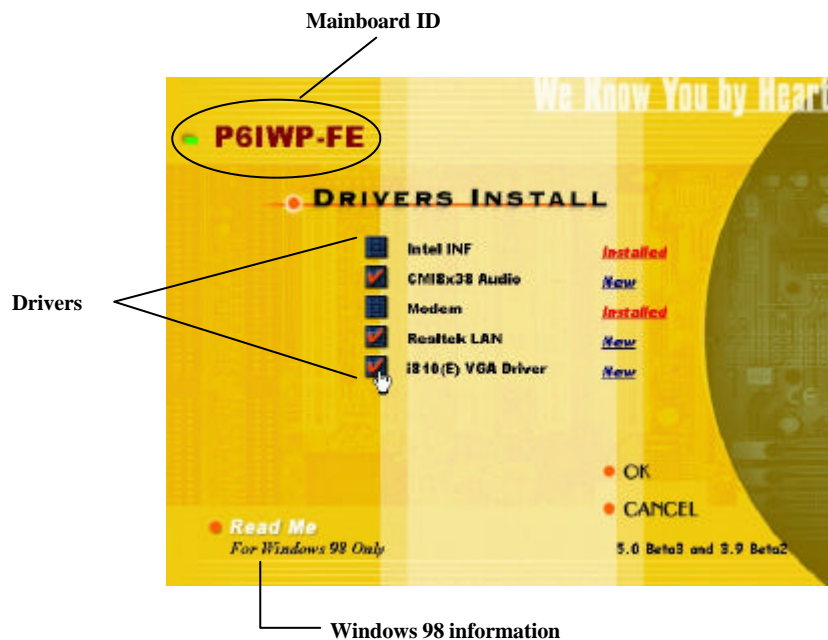 Mainboard ID
We Know You by Heart
P6IWP-FE
DRIVERS INSTALL
Intel INF Installed
CMI8x38 Audio New
Drivers
Modem Installed
Realtek LAN New
i810(E) VGA Driver New
OK
CANCEL
Read Me
For Windows 98 Only
5.0 Beta3 and 3.9 Beta2
Windows 98 information